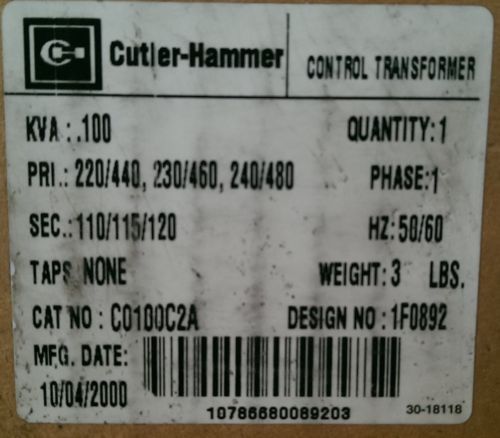 Cutler-Hammer CONTROL TRANSFORMER
KVA : .100 QUANTITY: 1
PRI.: 220/440, 230/460, 240/480 PHASE: 1
SEC.: 110/115/120 HZ: 50/60
TAPS NONE WEIGHT: 3 LBS.
CAT NO : C0100C2A DESIGN NO : 1F0892
MFG. DATE:
10/04/2000
10786680089203 30-18118